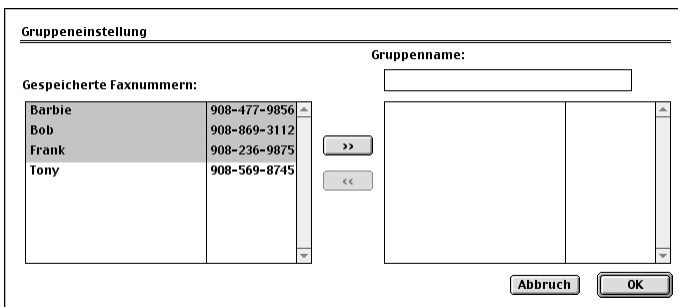 Gruppeneinstellung
Gruppenname:
Gespeicherte Faxnummern:
Barbie 908-477-9856
Bob 908-869-3112
Frank 908-236-9875
Tony 908-569-8745
>>
<<
Abbruch OK